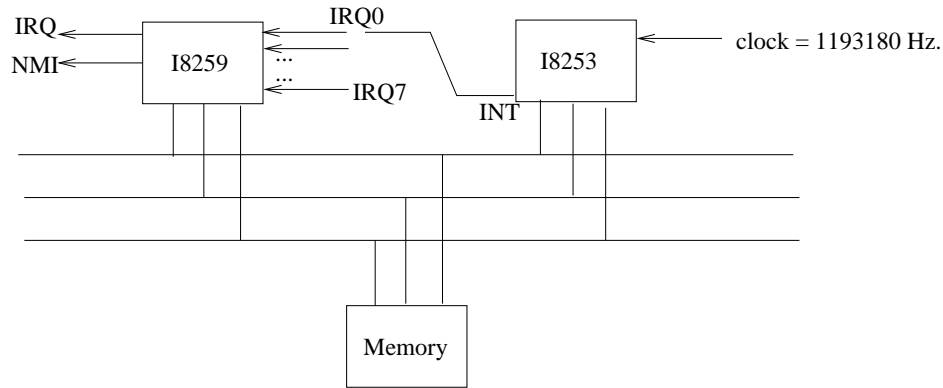 IRQ
NMI
I8259
IRQ0
...
...
IRQ7
INT
I8253
clock = 1193180 Hz.
Memory